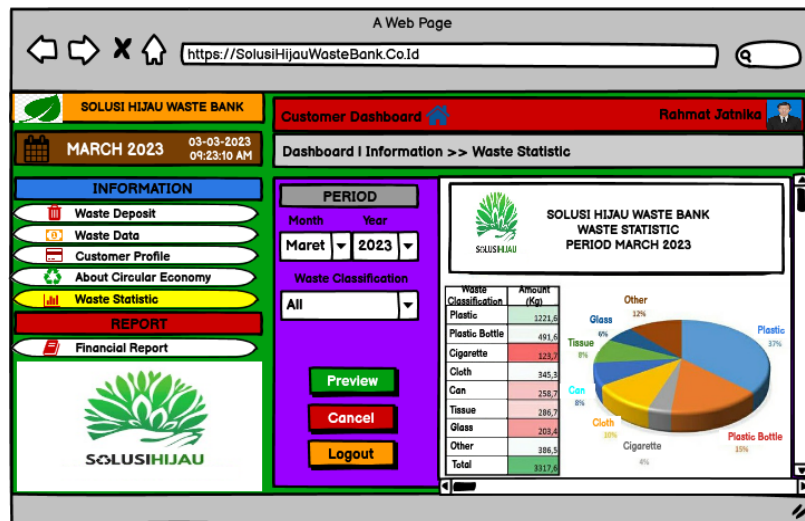 A Web Page
https://SolusiHijauWasteBank.Co.Id
SOLUSI HIJAU WASTE BANK
MARCH 2023
03-03-2023
09:23:10 AM
INFORMATION
Waste Deposit
Waste Data
Customer Profile
About Circular Economy
Waste Statistic
REPORT
Financial Report
SOLUSIHIJAU
Customer Dashboard
Rahmat Jatnika
Dashboard | Information >> Waste Statistic
PERIOD
Month Year
Maret 2023
Waste Classification
All
Preview
Cancel
Logout
SOLUSIHIJAU
SOLUSI HIJAU WASTE BANK
WASTE STATISTIC
PERIOD MARCH 2023
Waste Classification Amount (Kg)
Plastic 1221,6
Plastic Bottle 491,6
Cigarette 123,7
Cloth 345,3
Can 258,7
Tissue 286,7
Glass 203,4
Other 386,5
Total 3317,6
Other
12%
Glass
6%
Tissue
8%
Can
8%
Cloth
10%
Cigarette
4%
Plastic Bottle
15%
Plastic
37%